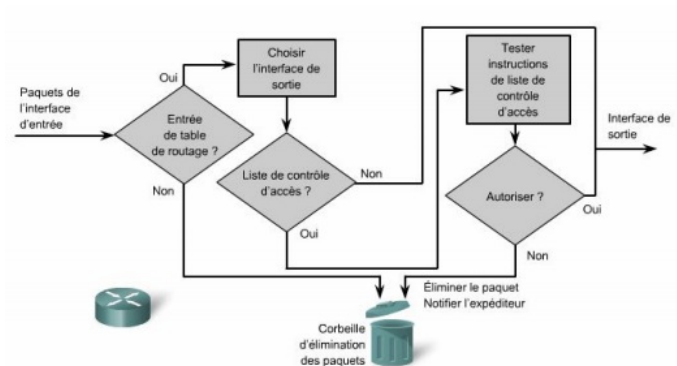 Paquets de
l'interface
d'entrée
Entrée
de table
de routage ?
Oui
Non
Choisir
l'interface de
sortie
Liste de contrôle
d'accès ?
Non
Oui
Tester
instructions
de liste de
contrôle
d'accès
Autoriser ?
Oui
Non
Interface de
sortie
Éliminer le paquet
Notifier l'expéditeur
Corbeille
d'élimination
des paquets